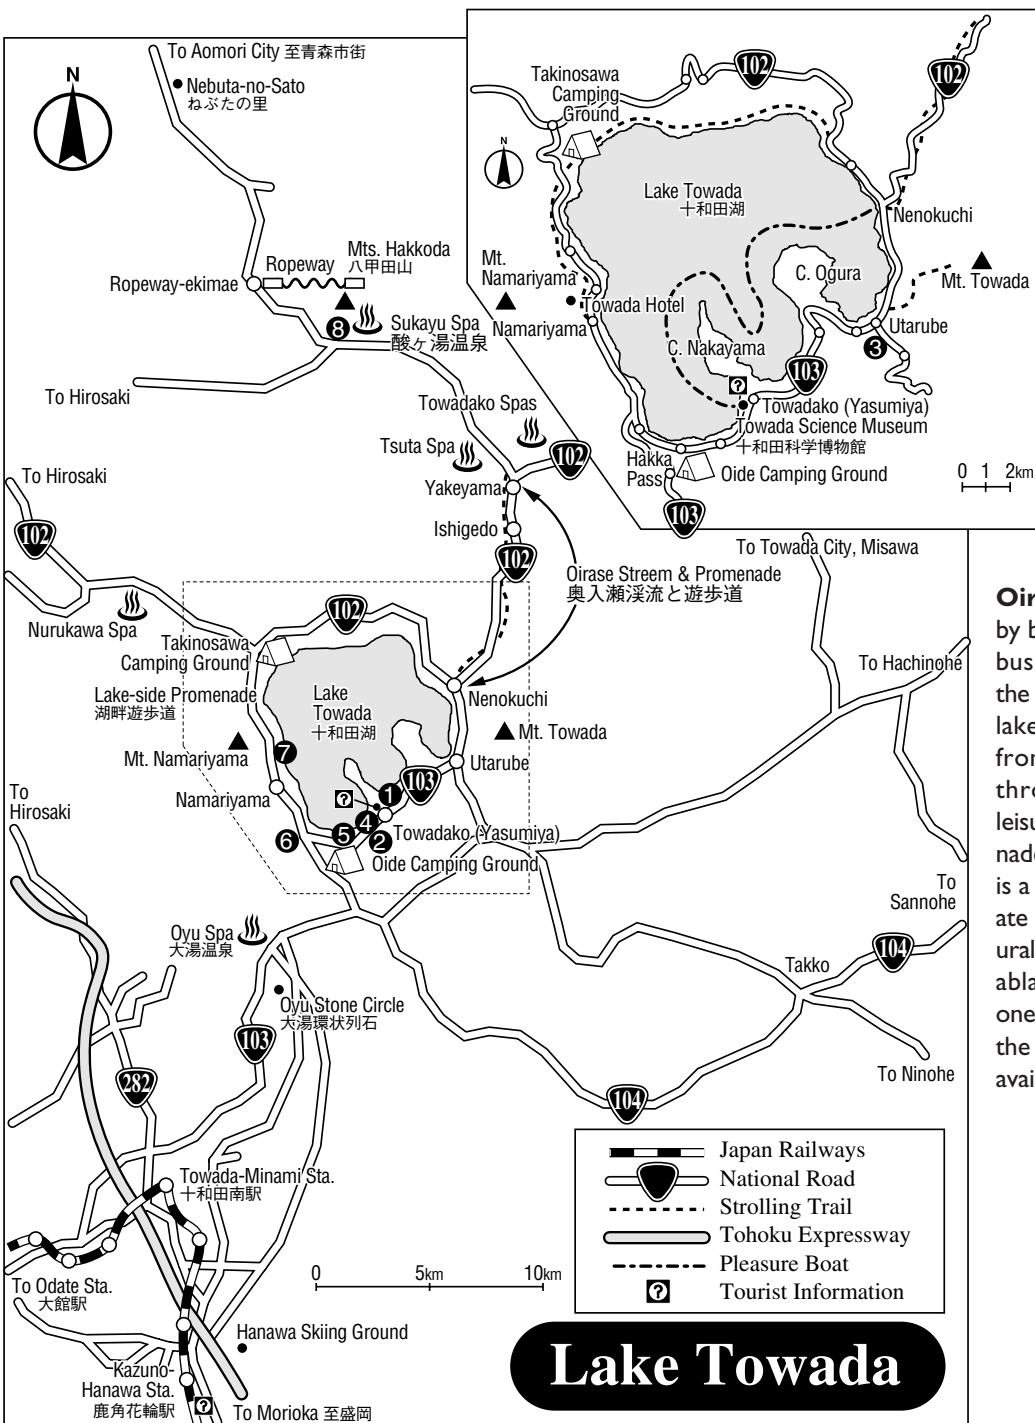 To Aomori City 至青森市街
N
Nebuta-no-Sato
ねぶたの里
Mts. Hakkoda
八甲田山
Ropeway
Ropeway-ekimae
8
Sukayu Spa
酸ヶ湯温泉
To Hirosaki
Towadako Spas
Tsuta Spa
102
To Hirosaki
Yakeyama
102
Ishigedo
102
Oirase Streem & Promenade
奥入瀬渓流と遊歩道
To Towada City, Misawa
Nurukawa Spa
102
Takinosawa
Camping Ground
To Hachinohe
Lake-side Promenade
湖畔遊歩道
Lake
Towada
十和田湖
Nenokuchi
Mt. Towada
Mt. Namariyama
7
Utarube
To
Hirosaki
Namariyama
?
1
103
4
5
2
6
Towadako (Yasumiya)
Oide Camping Ground
To
Sannohe
Oyu Spa
大湯温泉
104
Takko
Oyu Stone Circle
大湯環状列石
103
282
104
To Ninohe
Towada-Minami Sta.
十和田南駅
To Odate Sta.
大館駅
0 5km 10km
Hanawa Skiing Ground
Kazuno-
Hanawa Sta.
鹿角花輪駅
?
To Morioka 至盛岡
Takinosawa
Camping
Ground
102
102
N
Lake Towada
十和田湖
Nenokuchi
Mt.
Namariyama
C. Ogura
Mt. Towada
Towada Hotel
Namariyama
Utarube
C. Nakayama
3
103
?
Towadako (Yasumiya)
Towada Science Museum
十和田科学博物館
Hakka
Pass
Oide Camping Ground
0 1 2km
103
Japan Railways
National Road
Strolling Trail
Tohoku Expressway
Pleasure Boat
? Tourist Information
Lake Towada
Oir
by b
bus
the
lake
from
thro
leisu
nade
is a
ate
ural
abla
one
the
avai